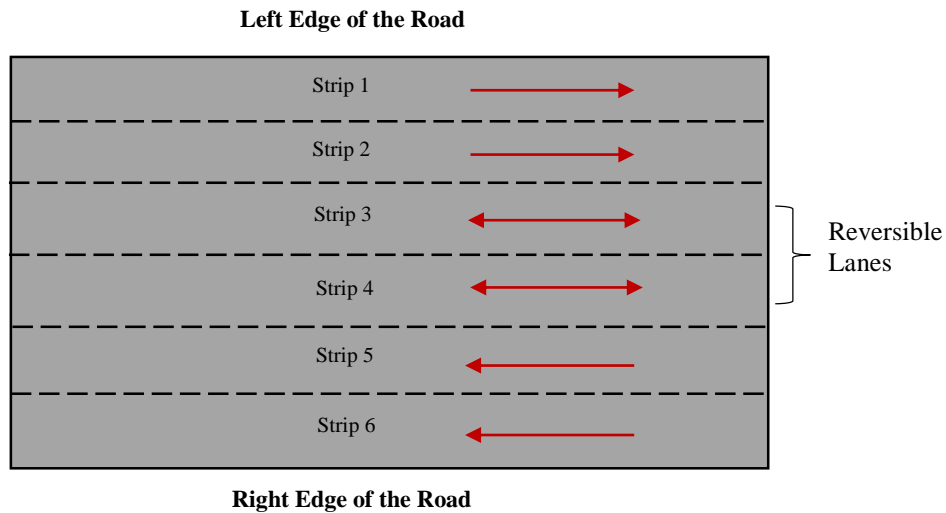 Left Edge of the Road
Strip 1
Strip 2
Strip 3
Strip 4
Strip 5
Strip 6
Reversible
Lanes
Right Edge of the Road